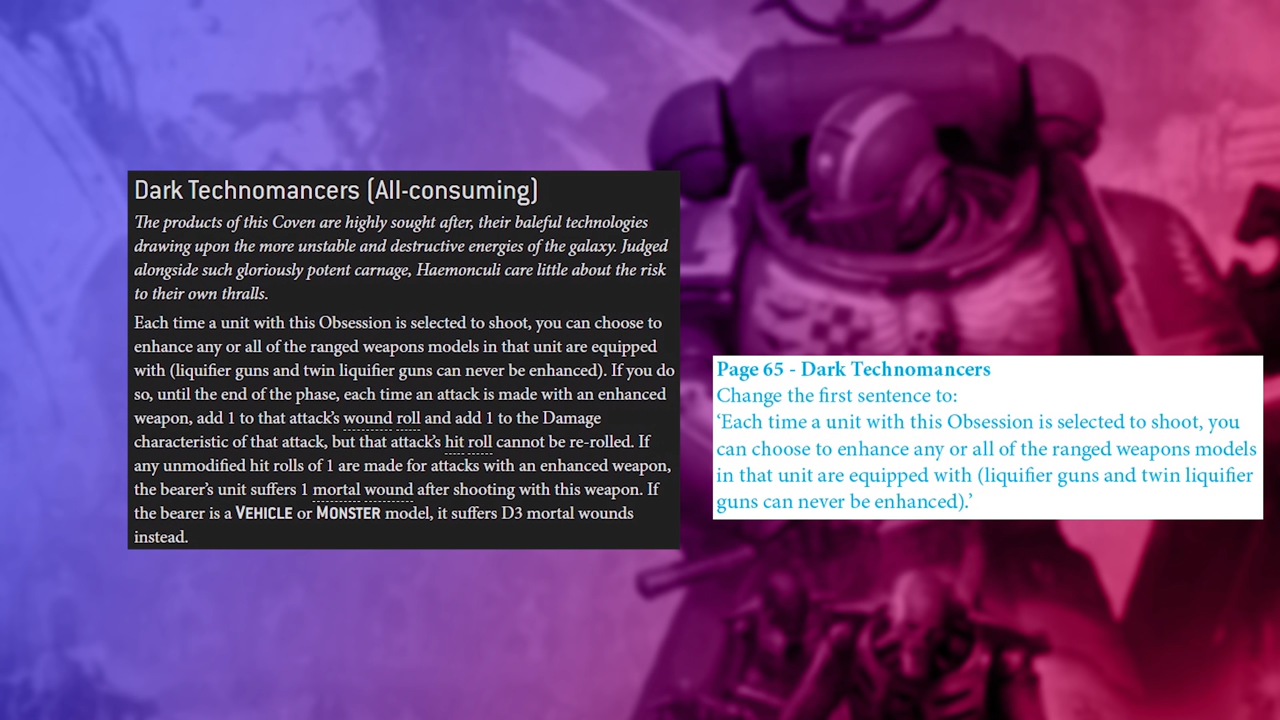 Dark Technomancers (All-consuming)
The products of this Coven are highly sought after, their baleful technologies
drawing upon the more unstable and destructive energies of the galaxy. Judged
alongside such gloriously potent carnage, Haemonculi care little about the risk
to their own thralls.
Each time a unit with this Obsession is selected to shoot, you can choose to
enhance any or all of the ranged weapons models in that unit are equipped
with (liquifier guns and twin liquifier guns can never be enhanced). If you do
so, until the end of the phase, each time an attack is made with an enhanced
weapon, add 1 to that attack's wound roll and add 1 to the Damage
characteristic of that attack, but that attack's hit roll cannot be re-rolled. If
any unmodified hit rolls of 1 are made for attacks with an enhanced weapon,
the bearer's unit suffers 1 mortal wound after shooting with this weapon. If
the bearer is a VEHICLE or MONSTER model, it suffers D3 mortal wounds
instead.
Page 65 - Dark Technomancers
Change the first sentence to:
‘Each time a unit with this Obsession is selected to shoot, you
can choose to enhance any or all of the ranged weapons models
in that unit are equipped with (liquifier guns and twin liquifier
guns can never be enhanced).’